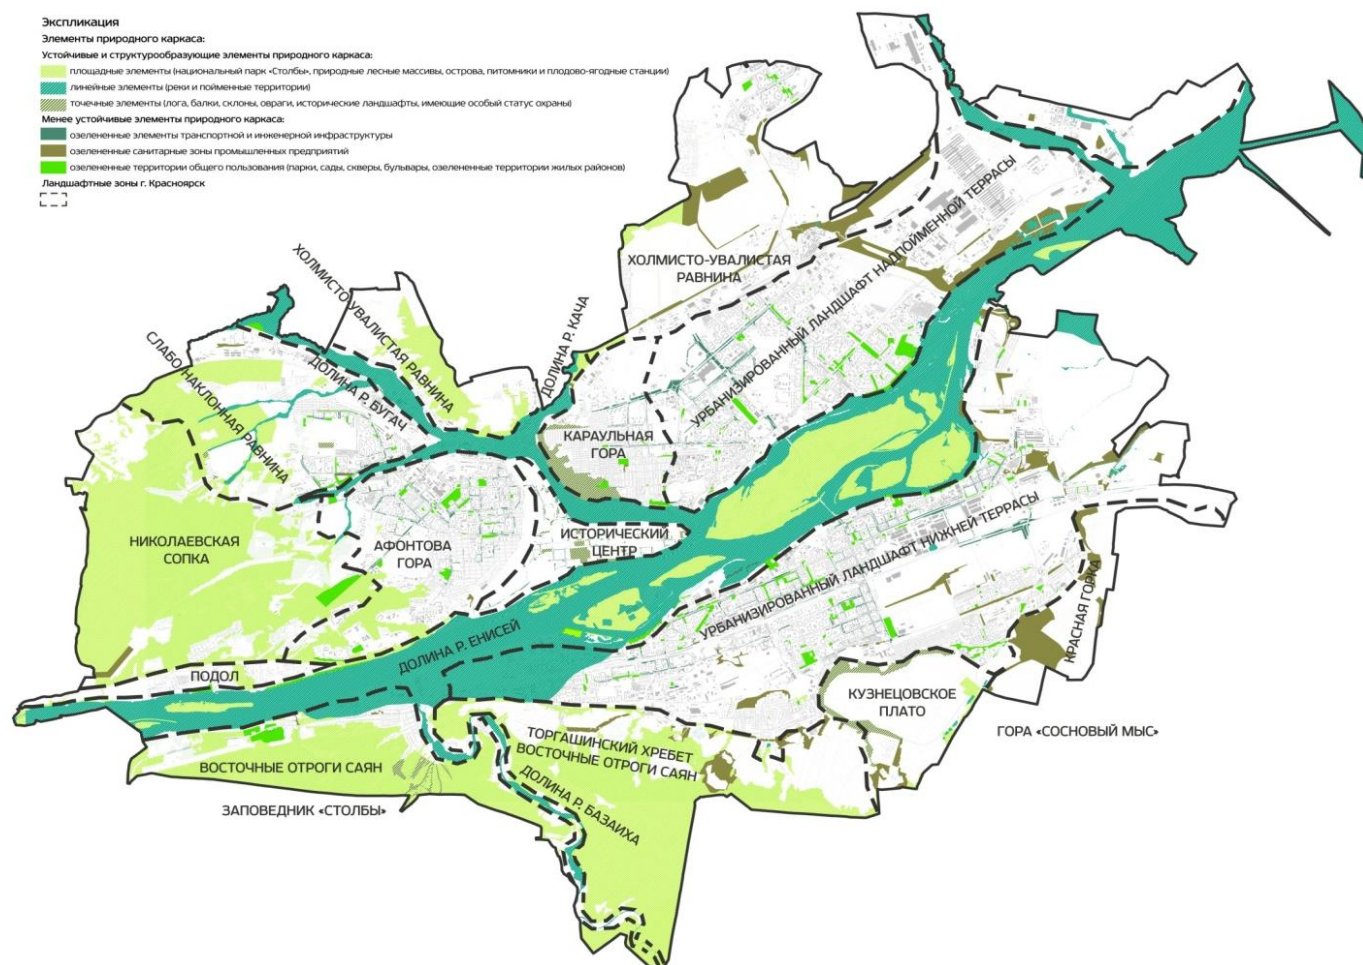 Экспликация
Элементы природного каркаса:
Устойчивые и структурообразующие элементы природного каркаса:
площадные элементы (национальный парк «Столбы», природные лесные массивы, острова, питомники и плодово-ягодные станции)
линейные элементы (реки и пойменные территории)
точечные элементы (лога, балки, склоны, овраги, исторические ландшафты, имеющие особый статус охраны)
Менее устойчивые элементы природного каркаса:
озелененные элементы транспортной и инженерной инфраструктуры
озелененные санитарные зоны промышленных предприятий
озелененные территории общего пользования (парки, сады, скверы, бульвары, озелененные территории жилых районов)
Ландшафтные зоны г. Красноярск
ХОЛМИСТО-УВАЛИСТАЯ
РАВНИНА
УРБАНИЗИРОВАННЫЙ ЛАНДШАФТ НАДПОЙМЕННОЙ ТЕРРАСЫ
ХОЛМИСТО-УВАЛИСТАЯ РАВНИНА
ДОЛИНА Р. КАЧА
СЛАБО НАКЛОННАЯ РАВНИНА
ДОЛИНА Р. БУГАЧ
КАРАУЛЬНАЯ
ГОРА
НИКОЛАЕВСКАЯ
СОПКА
АФОНТОВА
ГОРА
ИСТОРИЧЕСКИЙ
ЦЕНТР
УРБАНИЗИРОВАННЫЙ ЛАНДШАФТ НИЖНЕЙ ТЕРРАСЫ
КРАСНАЯ ГОРКА
ДОЛИНА Р. ЕНИСЕЙ
ПОДОЛ
КУЗНЕЦОВСКОЕ
ПЛАТО
ГОРА «СОСНОВЫЙ МЫС»
ТОРГАШИНСКИЙ ХРЕБЕТ
ВОСТОЧНЫЕ ОТРОГИ САЯН
ВОСТОЧНЫЕ ОТРОГИ САЯН
ДОЛИНА Р. БАЗАИХА
ЗАПОВЕДНИК «СТОЛБЫ»